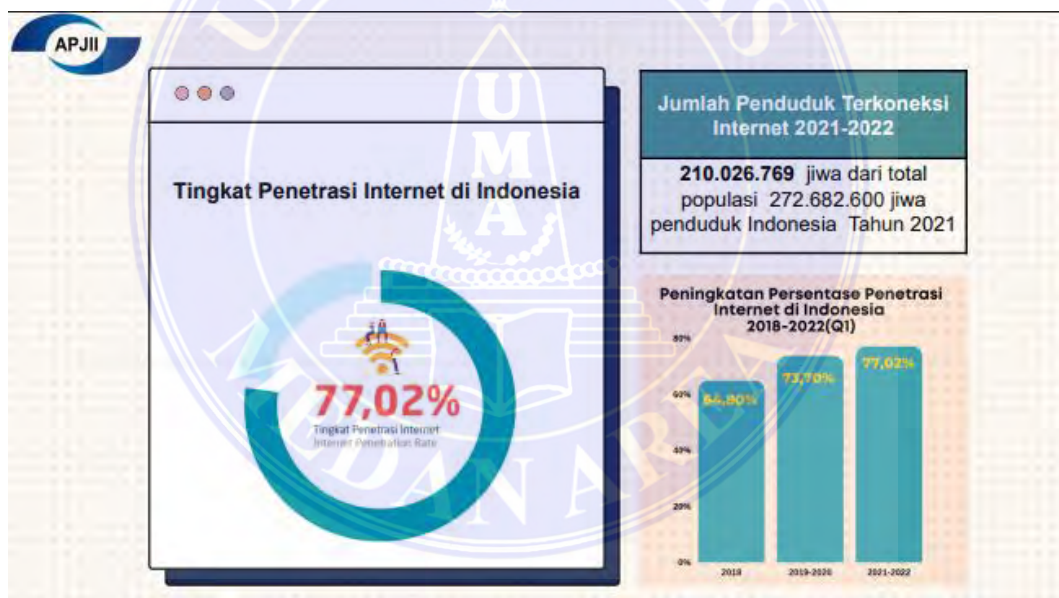 APJII
Tingkat Penetrasi Internet di Indonesia
77,02%
Tingkat Penetrasi Internet
Internet Penetration Rate
Jumlah Penduduk Terkoneksi
Internet 2021-2022
210.026.769 jiwa dari total
populasi 272.682.600 jiwa
penduduk Indonesia Tahun 2021
Peningkatan Persentase Penetrasi
Internet di Indonesia
2018-2022(Q1)
80%
60%
40%
20%
0%
64,80%
73,70%
77,02%
2018
2019-2020
2021-2022
UMA
MEDAN AREA